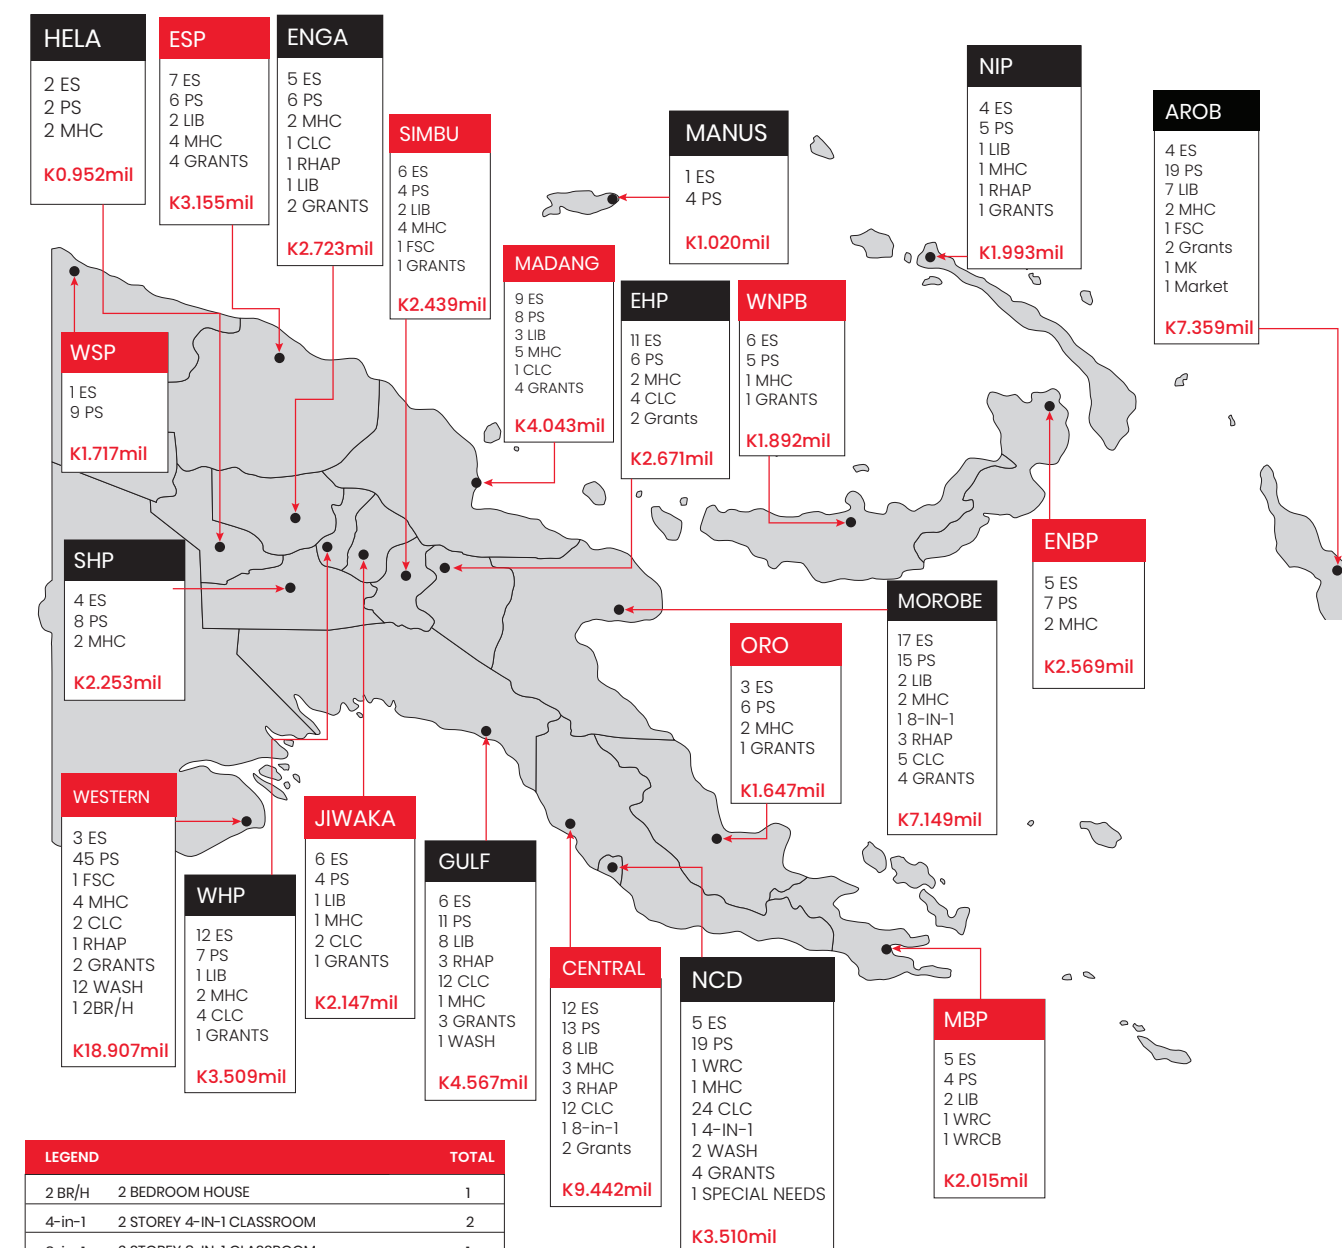 HELA
2 ES
2 PS
2 MHC
K0.952mil
ESP
7 ES
6 PS
2 LIB
4 MHC
4 GRANTS
K3.155mil
ENGA
5 ES
6 PS
2 MHC
1 CLC
1 RHAP
1 LIB
2 GRANTS
K2.723mil
SIMBU
6 ES
4 PS
2 LIB
4 MHC
1 FSC
1 GRANTS
K2.439mil
MADANG
9 ES
8 PS
3 LIB
5 MHC
1 CLC
4 GRANTS
K4.043mil
MANUS
1 ES
4 PS
K1.020mil
EHP
11 ES
6 PS
2 MHC
4 CLC
2 Grants
K2.671mil
WNPB
6 ES
5 PS
1 MHC
1 GRANTS
K1.892mil
NIP
4 ES
5 PS
1 LIB
1 MHC
1 RHAP
1 GRANTS
K1.993mil
AROB
4 ES
19 PS
7 LIB
2 MHC
1 FSC
2 Grants
1 MK
1 Market
K7.359mil
WSP
1 ES
9 PS
K1.717mil
SHP
4 ES
8 PS
2 MHC
K2.253mil
ENBP
5 ES
7 PS
2 MHC
K2.569mil
MOROBE
17 ES
15 PS
2 LIB
2 MHC
1 8-IN-1
3 RHAP
5 CLC
4 GRANTS
K7.149mil
ORO
3 ES
6 PS
2 MHC
1 GRANTS
K1.647mil
WESTERN
3 ES
45 PS
1 FSC
4 MHC
2 CLC
1 RHAP
2 GRANTS
12 WASH
1 2BR/H
K18.907mil
WHP
12 ES
7 PS
1 LIB
2 MHC
4 CLC
1 GRANTS
K3.509mil
JIWAKA
6 ES
4 PS
1 LIB
1 MHC
2 CLC
1 GRANTS
K2.147mil
GULF
6 ES
11 PS
8 LIB
3 RHAP
12 CLC
1 MHC
3 GRANTS
1 WASH
K4.567mil
CENTRAL
12 ES
13 PS
8 LIB
3 MHC
3 RHAP
12 CLC
1 8-in-1
2 Grants
K9.442mil
NCD
5 ES
19 PS
1 WRC
1 MHC
24 CLC
1 4-IN-1
2 WASH
4 GRANTS
1 SPECIAL NEEDS
K3.510mil
MBP
5 ES
4 PS
2 LIB
1 WRC
1 WRCB
K2.015mil
LEGEND TOTAL
2 BR/H 2 BEDROOM HOUSE 1
4-in-1 2 STOREY 4-IN-1 CLASSROOM 2